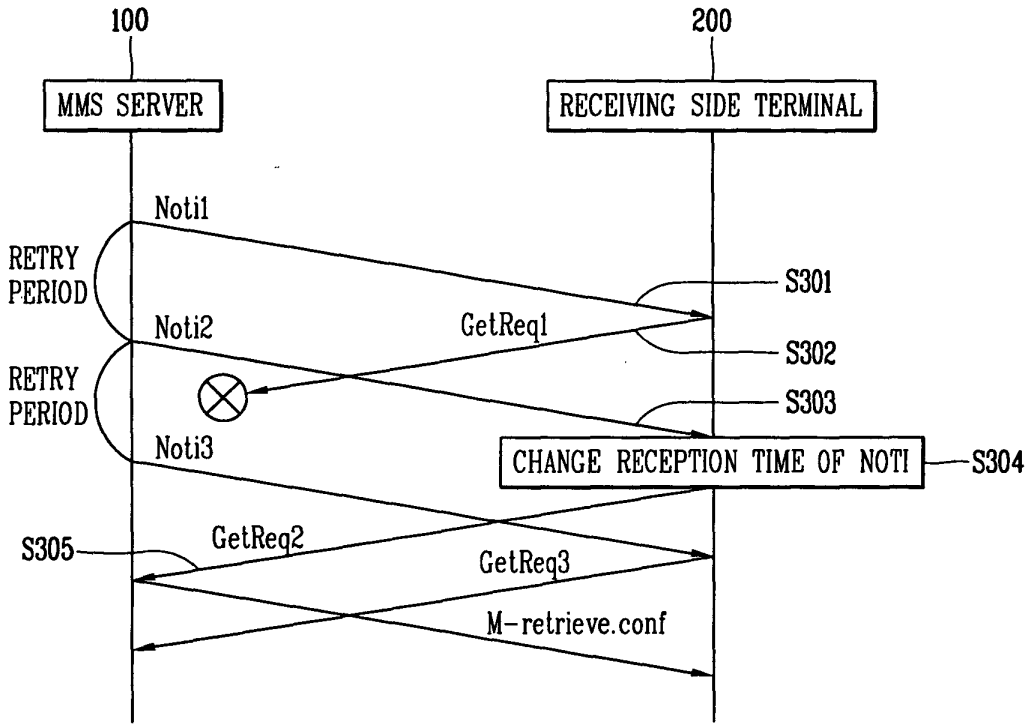 100
200
MMS SERVER
RECEIVING SIDE TERMINAL
Noti1
RETRY
PERIOD
S301
GetReq1
Noti2
S302
RETRY
PERIOD
S303
Noti3
CHANGE RECEPTION TIME OF NOTI
S304
GetReq2
S305
GetReq3
M-retrieve.conf